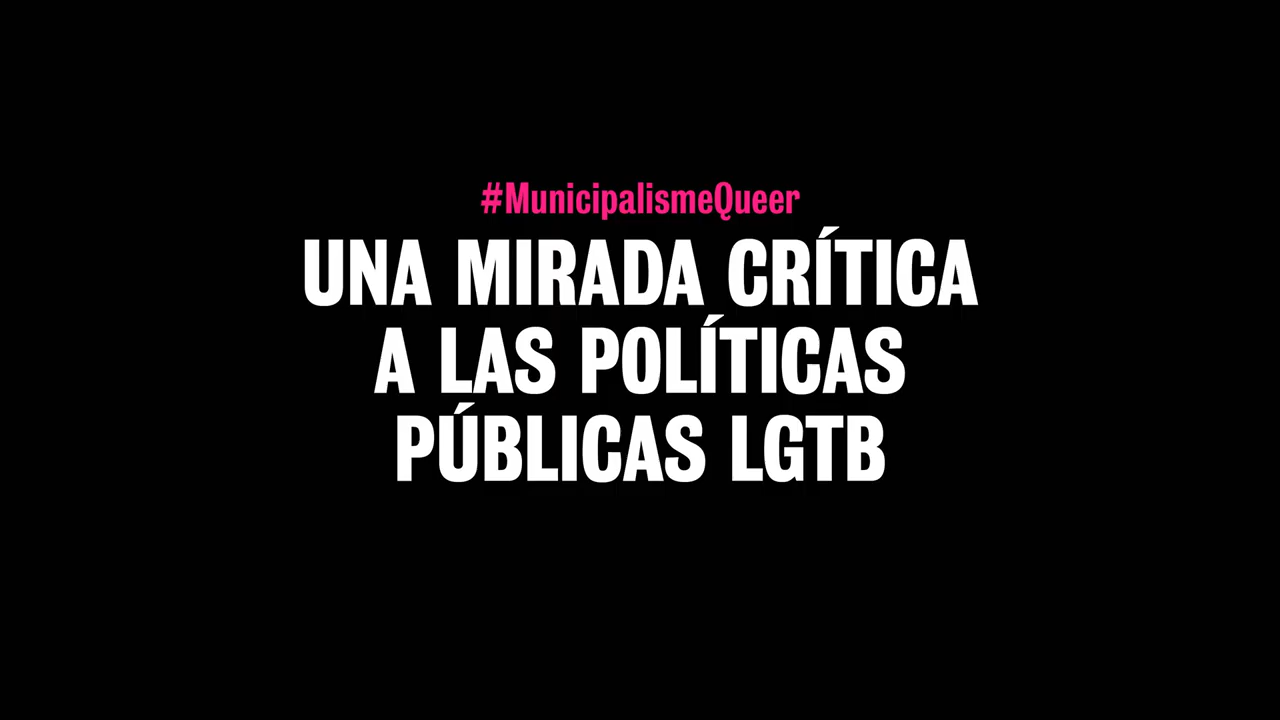 #MunicipalismeQueer
UNA MIRADA CRÍTICA
A LAS POLÍTICAS
PÚBLICAS LGTB